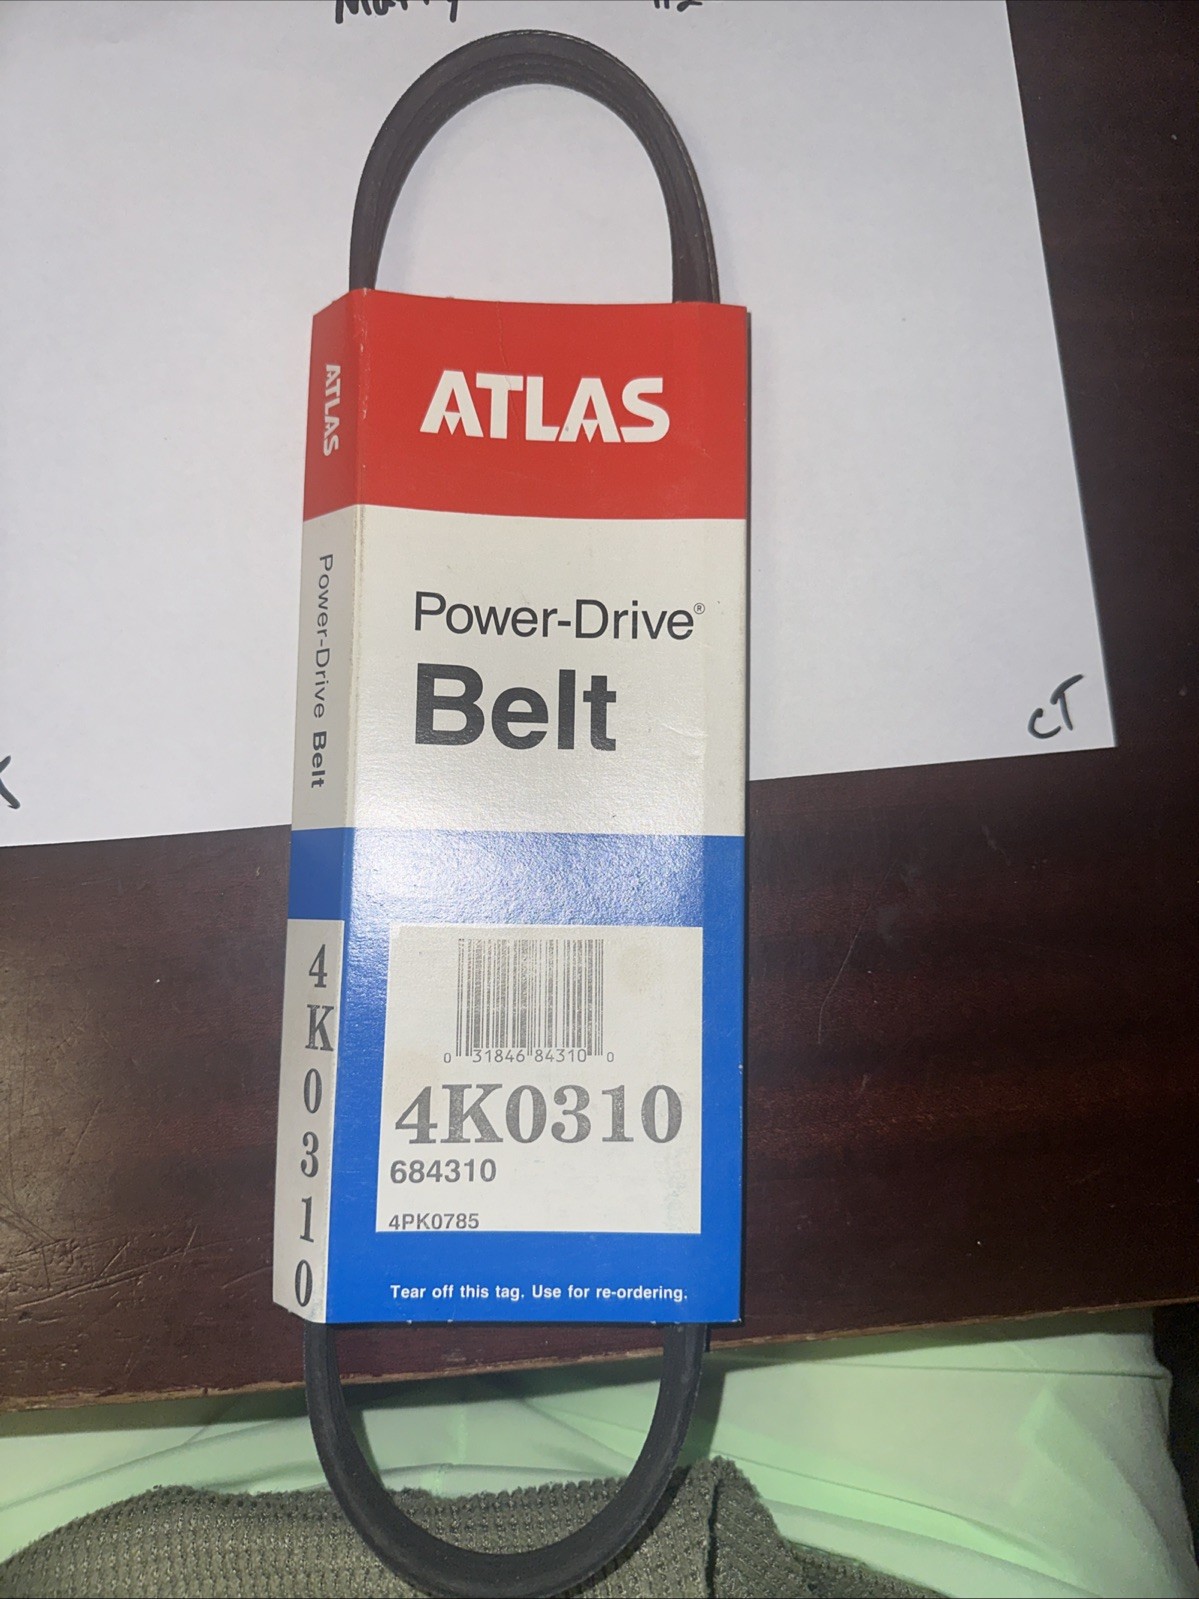 ATLAS
Power-Drive®
Belt
0 31846 84310 0
4K0310
684310
4PK0785
Tear off this tag. Use for re-ordering.
ATLAS
Power-Drive Belt
4K0310
CT